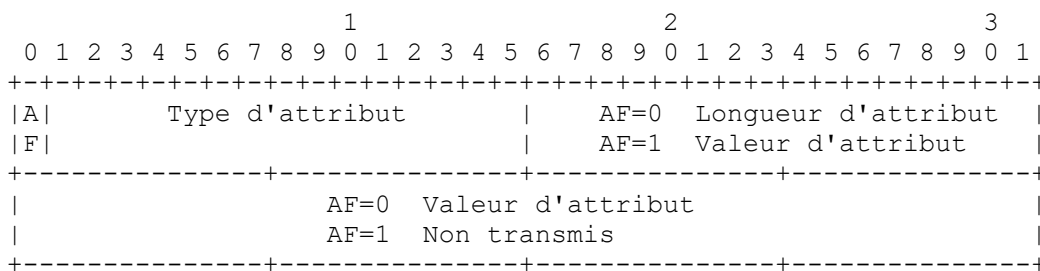 1                   2                   3
 0 1 2 3 4 5 6 7 8 9 0 1 2 3 4 5 6 7 8 9 0 1 2 3 4 5 6 7 8 9 0 1
+-+-+-+-+-+-+-+-+-+-+-+-+-+-+-+-+-+-+-+-+-+-+-+-+-+-+-+-+-+-+-+-+
|A|       Type d'attribut       |    AF=0  Longueur d'attribut  |
|F|                             |    AF=1  Valeur d'attribut    |
+---------------+---------------+---------------+---------------+
|                   AF=0  Valeur d'attribut                     |
|                   AF=1  Non transmis                          |
+---------------+---------------+---------------+---------------+